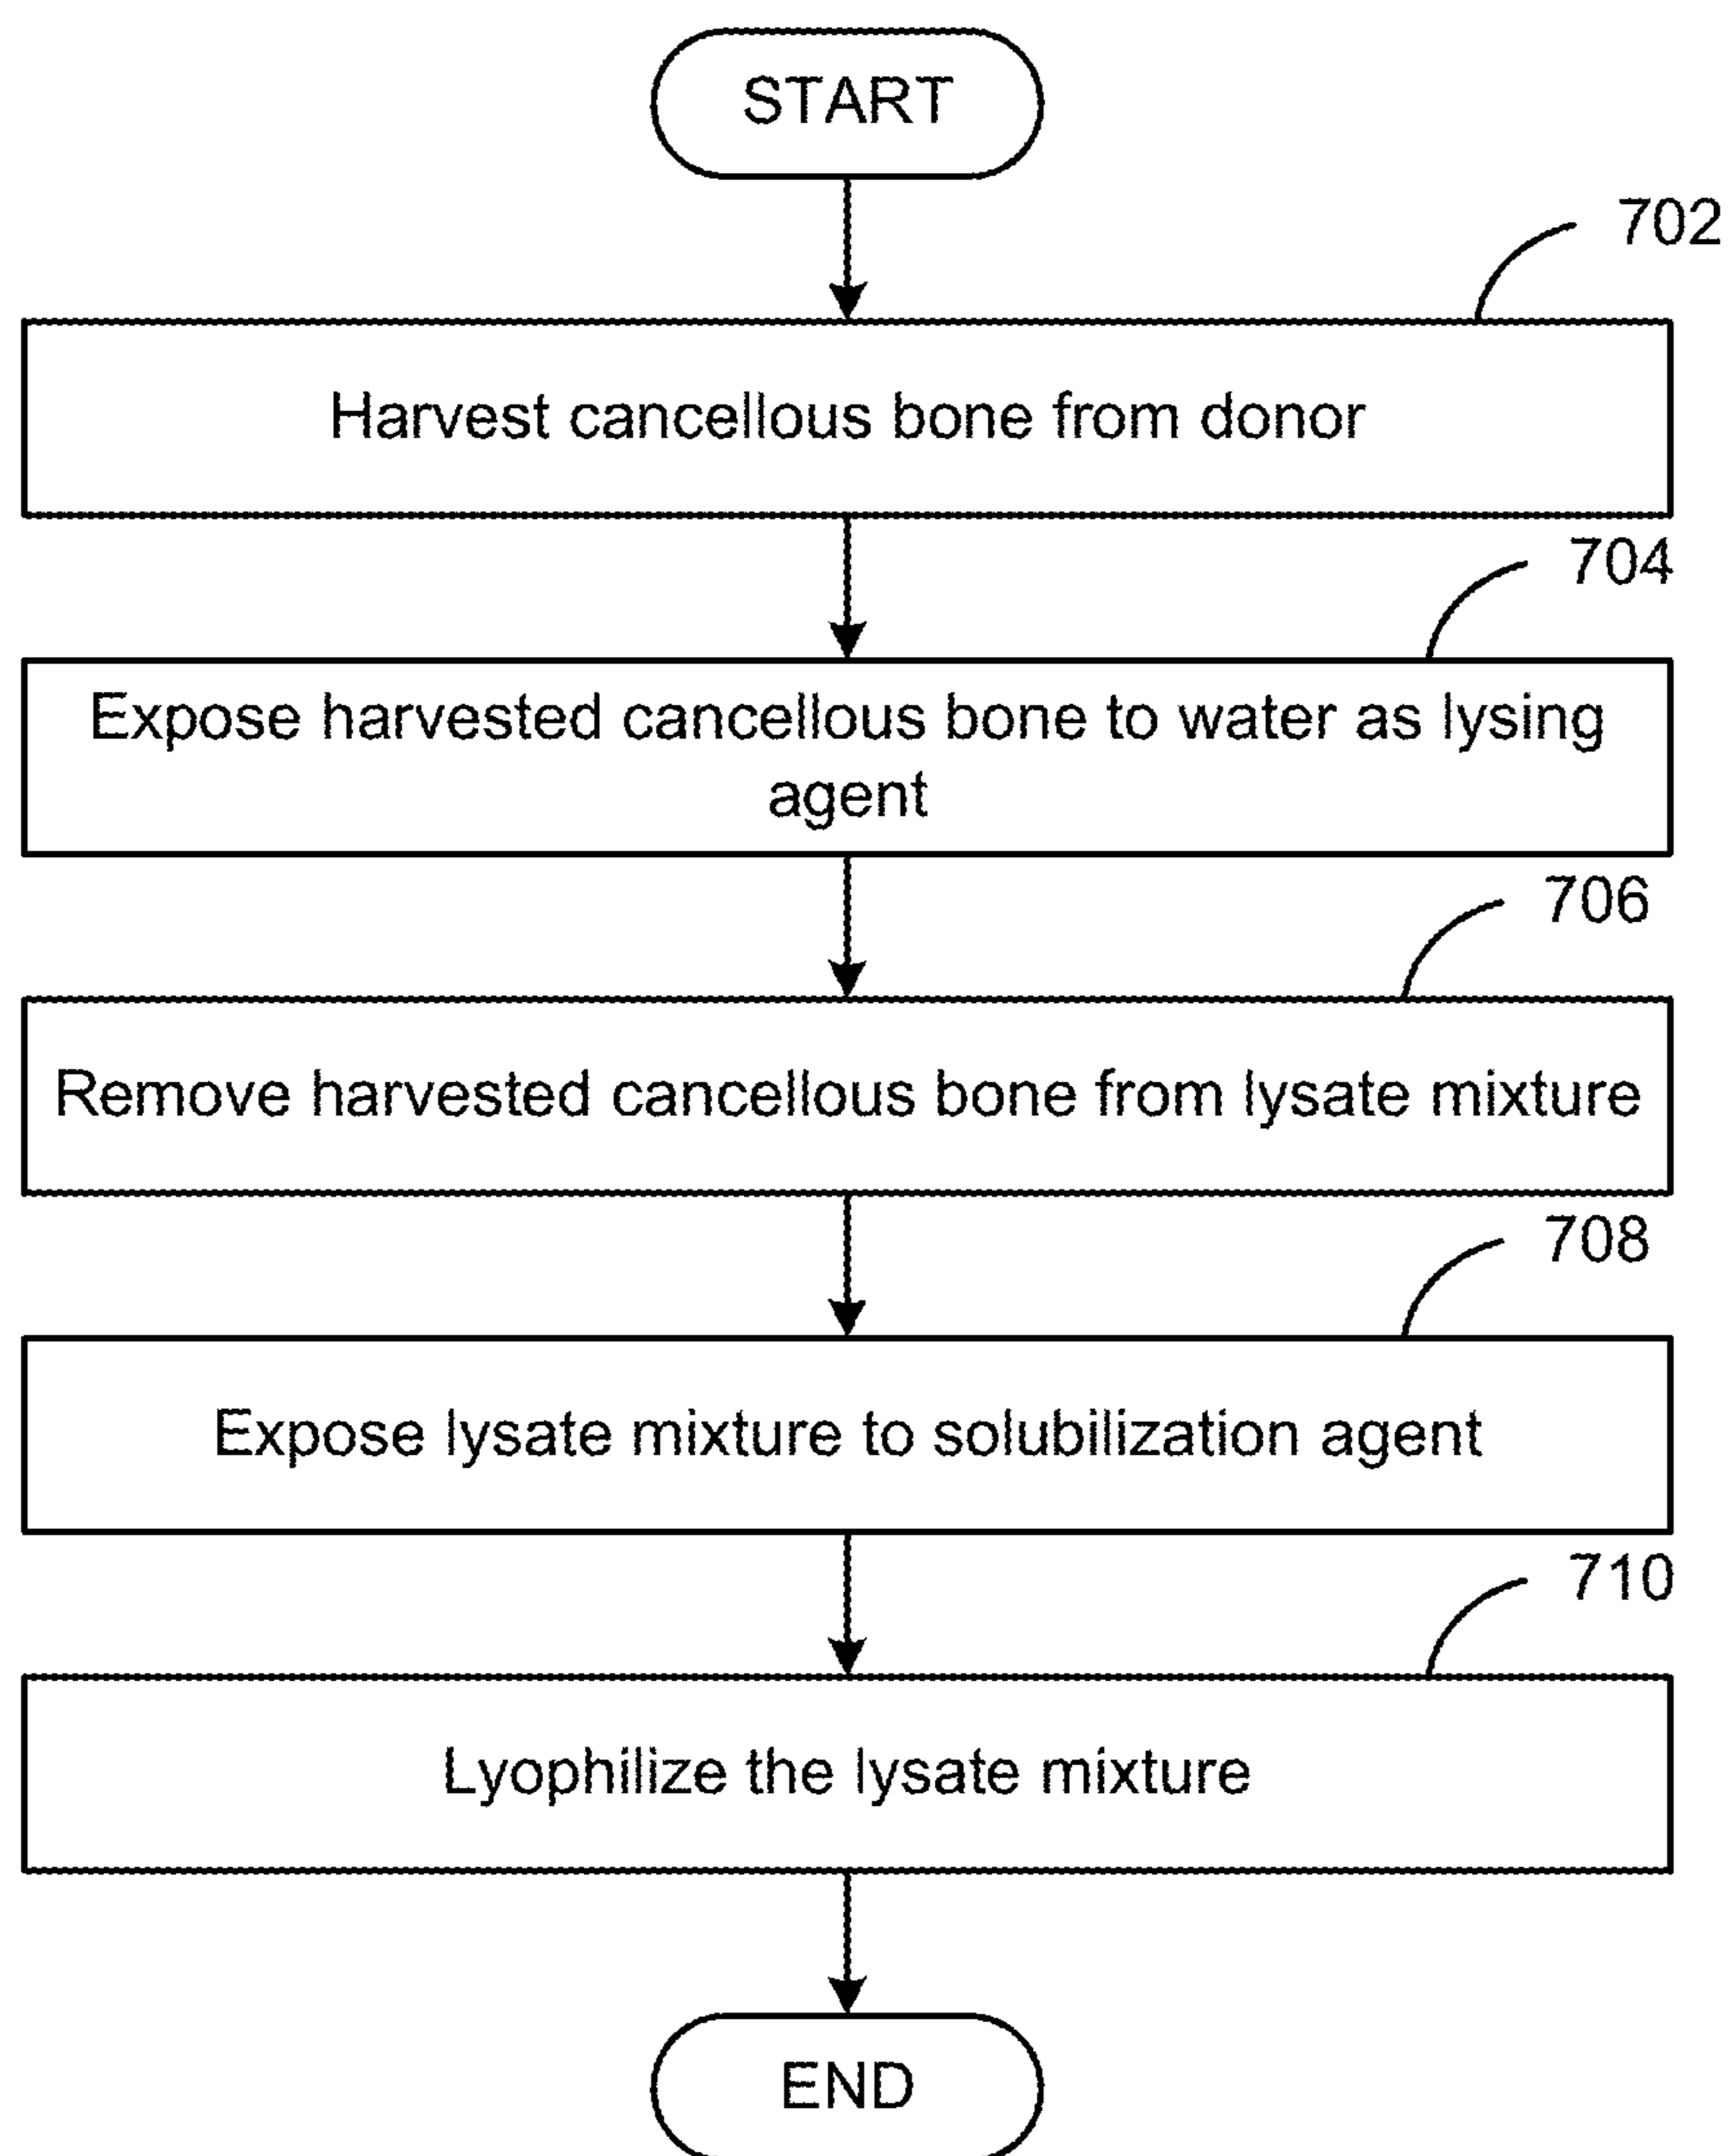 START
702
Harvest cancellous bone from donor
704
Expose harvested cancellous bone to water as lysing
agent
706
Remove harvested cancellous bone from lysate mixture
708
Expose lysate mixture to solubilization agent
710
Lyophilize the lysate mixture
END